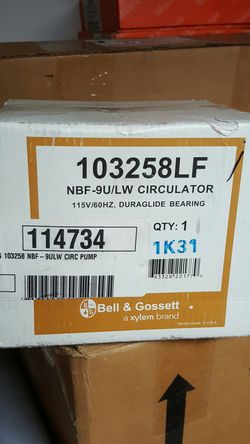 103258LF
NBF-9U/LW CIRCULATOR
115V/60HZ, DURAGLIDE BEARING
QTY: 1
114734
1K31
103258 NBF - 9ULW CIRC PUMP
Bell & Gossett
a xylem brand